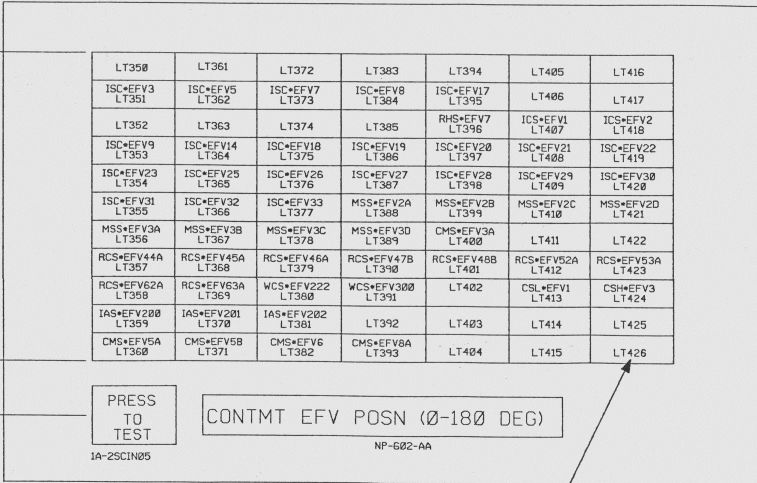 LT350 LT361 LT372 LT383 LT394 LT405 LT416
ISC*EFV3 ISC*EFV5 ISC*EFV7 ISC*EFV8 ISC*EFV17
LT351 LT362 LT373 LT384 LT395 LT406 LT417
RHS*EFV7 ICS*EFV1 ICS*EFV2
LT352 LT363 LT374 LT385 LT396 LT407 LT418
ISC*EFV9 ISC*EFV14 ISC*EFV18 ISC*EFV19 ISC*EFV20 ISC*EFV21 ISC*EFV22
LT353 LT364 LT375 LT386 LT397 LT408 LT419
ISC*EFV23 ISC*EFV25 ISC*EFV26 ISC*EFV27 ISC*EFV28 ISC*EFV29 ISC*EFV30
LT354 LT365 LT376 LT387 LT398 LT409 LT420
ISC*EFV31 ISC*EFV32 ISC*EFV33 MSS*EFV2A MSS*EFV2B MSS*EFV2C MSS*EFV2D
LT355 LT366 LT377 LT388 LT399 LT410 LT421
MSS*EFV3A MSS*EFV3B MSS*EFV3C MSS*EFV3D CMS*EFV3A
LT356 LT367 LT378 LT389 LT400 LT411 LT422
RCS*EFV44A RCS*EFV45A RCS*EFV46A RCS*EFV47B RCS*EFV48B RCS*EFV52A RCS*EFV53A
LT357 LT368 LT379 LT390 LT401 LT412 LT423
RCS*EFV62A RCS*EFV63A WCS*EFV222 WCS*EFV300 CSL*EFV1 CSH*EFV3
LT358 LT369 LT380 LT391 LT402 LT413 LT424
IAS*EFV200 IAS*EFV201 IAS*EFV202
LT359 LT370 LT381 LT392 LT403 LT414 LT425
CMS*EFV5A CMS*EFV5B CMS*EFV6 CMS*EFV8A
LT360 LT371 LT382 LT393 LT404 LT415 LT426
PRESS
TO
TEST
CONTMT EFV POSN (0-180 DEG)
NP-602-AA
1A-2SCIN05